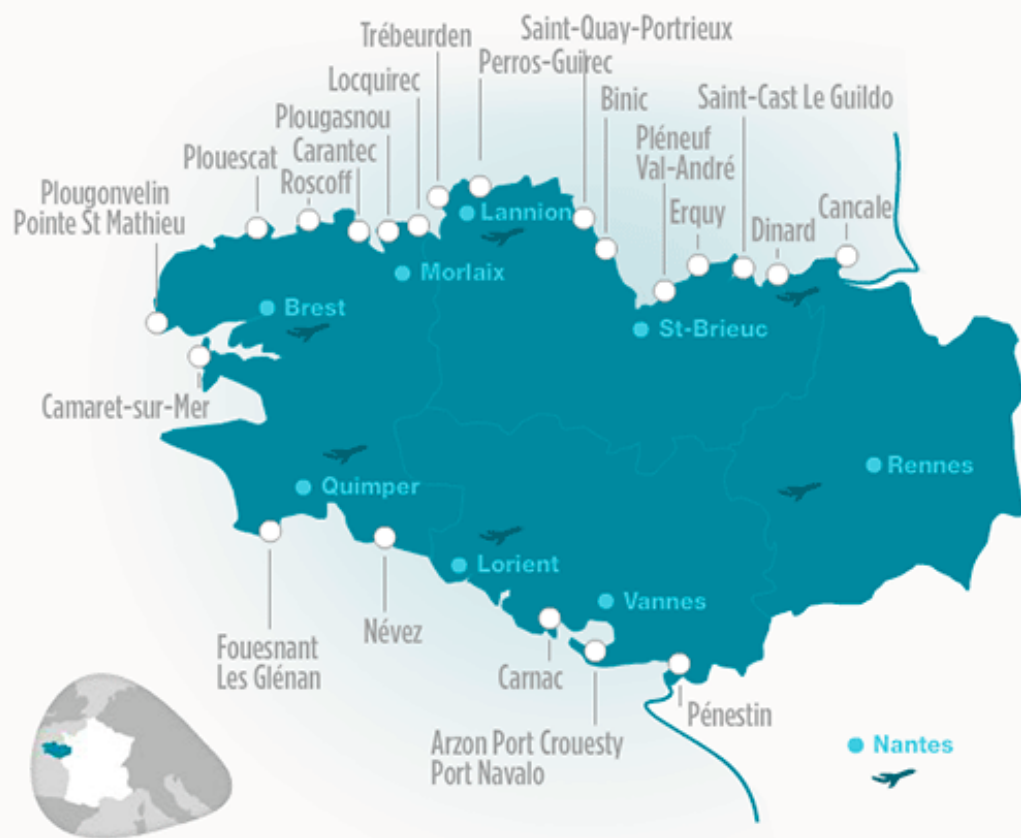 Saint-Quay-Portrieux
Trébeurden
Perros-Guirec
Locquirec
Binic
Saint-Cast Le Guildo
Plougasnou
Pléneuf
Val-André
Carantec
Plouescat
Roscoff
Erquy
Cancale
Plougonvelin
Pointe St Mathieu
Dinard
Lannion
Morlaix
Brest
St-Brieuc
Camaret-sur-Mer
Rennes
Quimper
Lorient
Vannes
Névez
Fouesnant
Les Glénan
Carnac
Pénestin
Arzon Port Crouesty
Port Navalo
Nantes